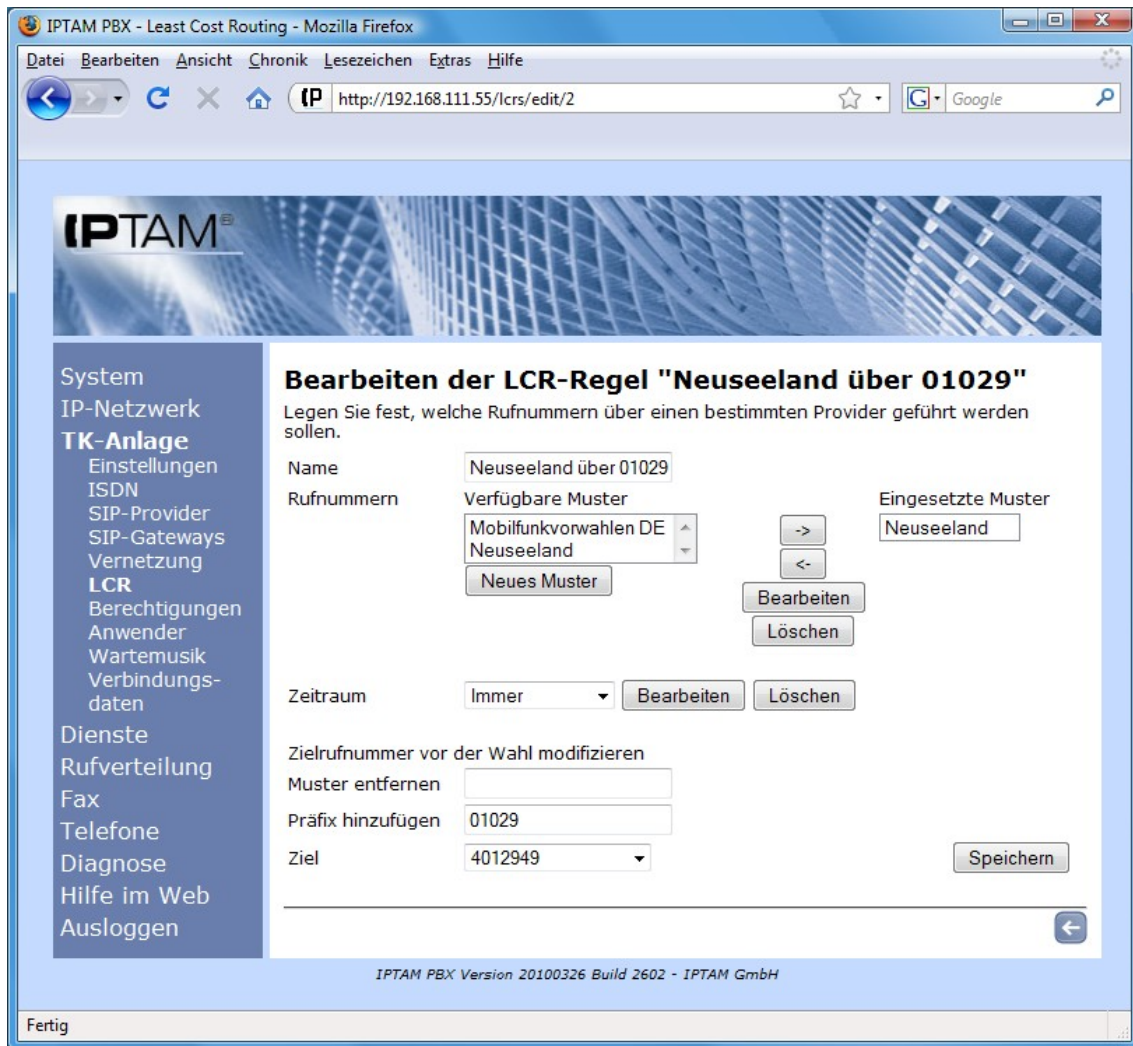 IPTAM PBX - Least Cost Routing - Mozilla Firefox
Datei Bearbeiten Ansicht Chronik Lesezeichen Extras Hilfe
http://192.168.111.55/lcrs/edit/2
Google
IPTAM®
System
IP-Netzwerk
TK-Anlage
Einstellungen
ISDN
SIP-Provider
SIP-Gateways
Vernetzung
LCR
Berechtigungen
Anwender
Wartemusik
Verbindungs-
daten
Dienste
Rufverteilung
Fax
Telefone
Diagnose
Hilfe im Web
Ausloggen
Bearbeiten der LCR-Regel "Neuseeland über 01029"
Legen Sie fest, welche Rufnummern über einen bestimmten Provider geführt werden
sollen.
Name Neuseeland über 01029
Rufnummern Verfügbare Muster Eingesetzte Muster
Mobilfunkvorwahlen DE -> Neuseeland
Neuseeland
<-
Neues Muster
Bearbeiten
Löschen
Zeitraum Immer Bearbeiten Löschen
Zielrufnummer vor der Wahl modifizieren
Muster entfernen
Präfix hinzufügen 01029
Ziel 4012949 Speichern
IPTAM PBX Version 20100326 Build 2602 - IPTAM GmbH
Fertig